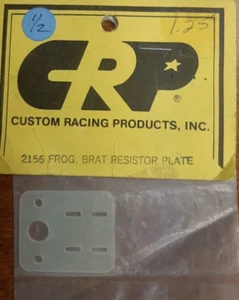 1/2
1.25
CRP®
CUSTOM RACING PRODUCTS, INC.
2156 FROG, BRAT RESISTOR PLATE